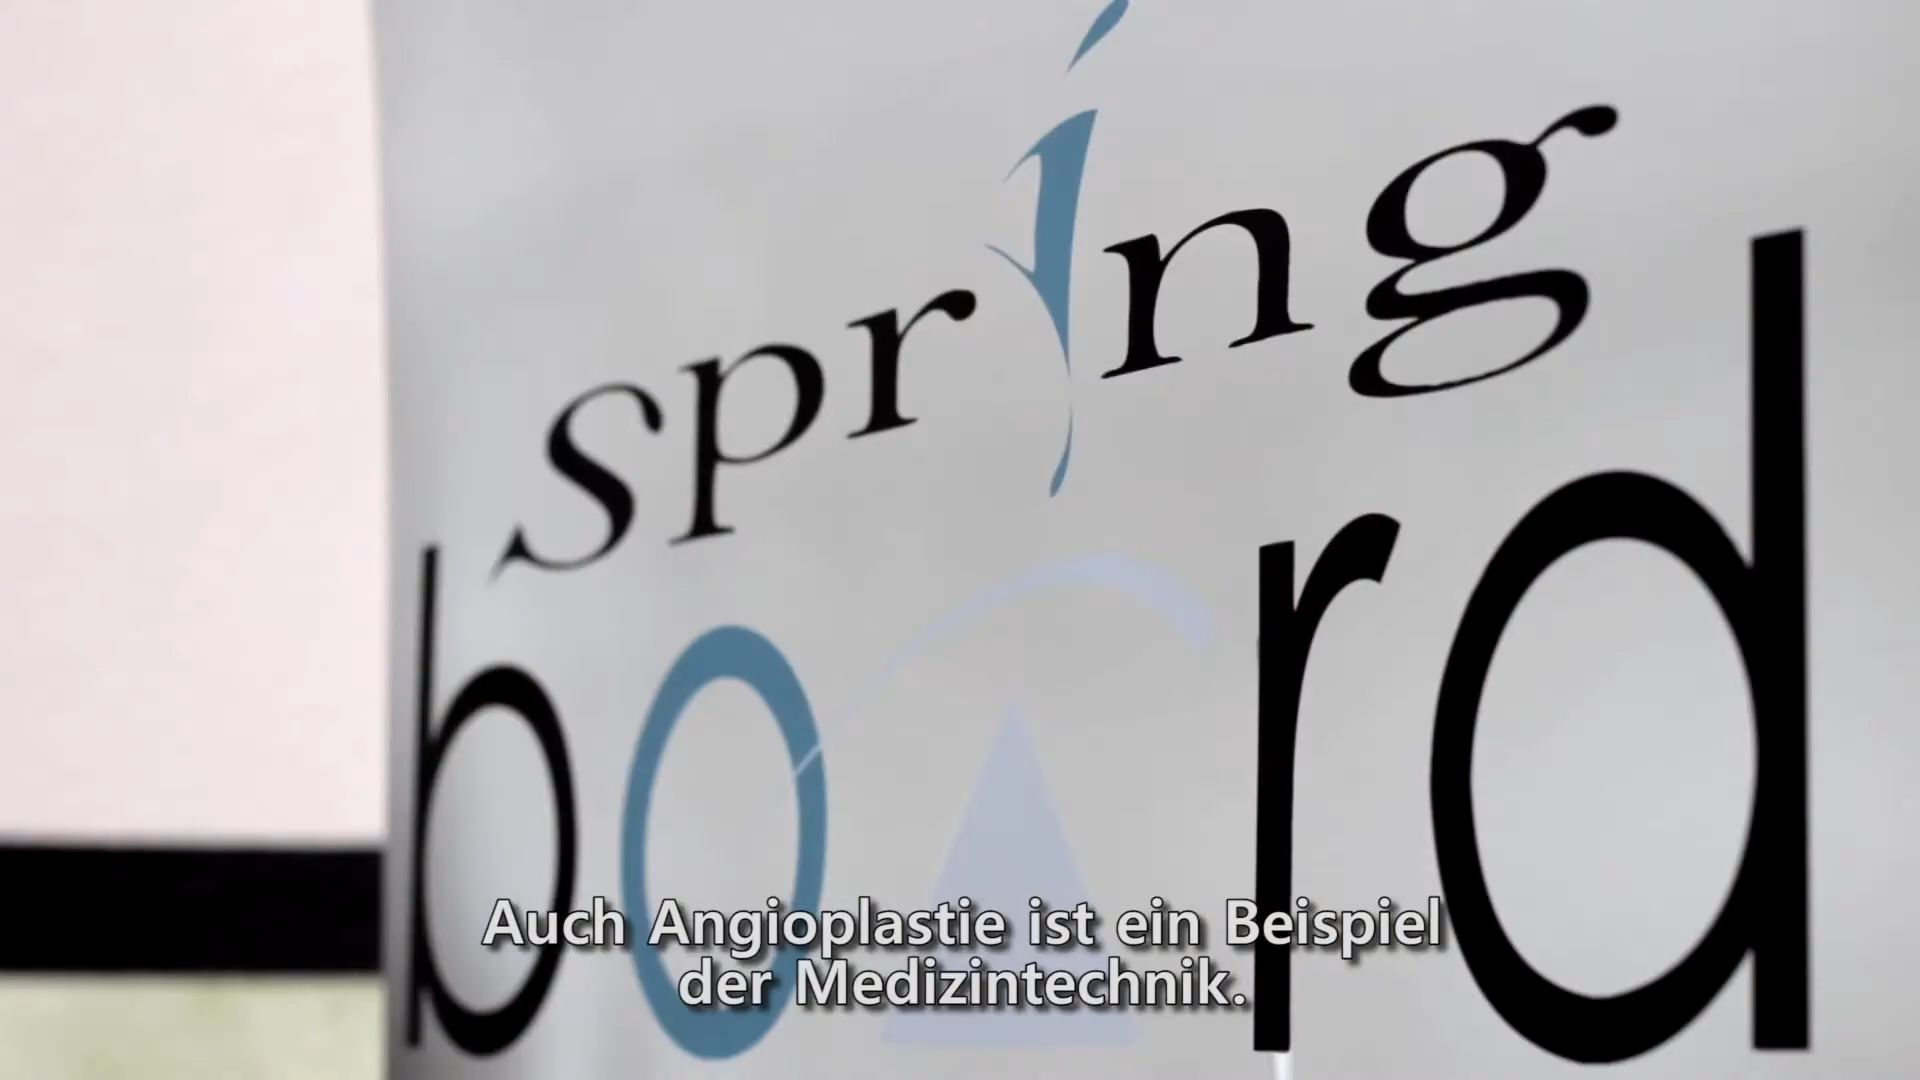 spring
board
Auch Angioplastie ist ein Beispiel
der Medizintechnik.